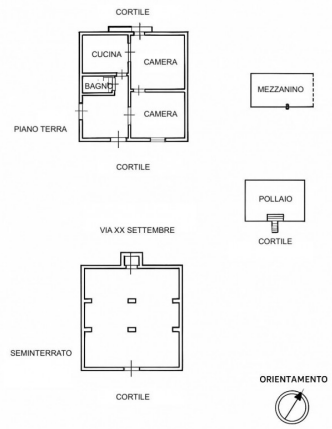 CORTILE
CUCINA
CAMERA
BAGNO
CAMERA
PIANO TERRA
CORTILE
MEZZANINO
POLLAIO
CORTILE
VIA XX SETTEMBRE
SEMINTERRATO
CORTILE
ORIENTAMENTO